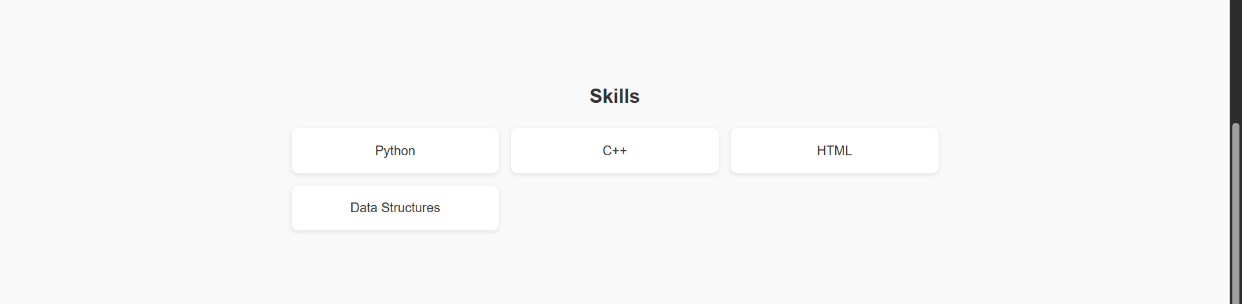 Skills
Python
C++
HTML
Data Structures